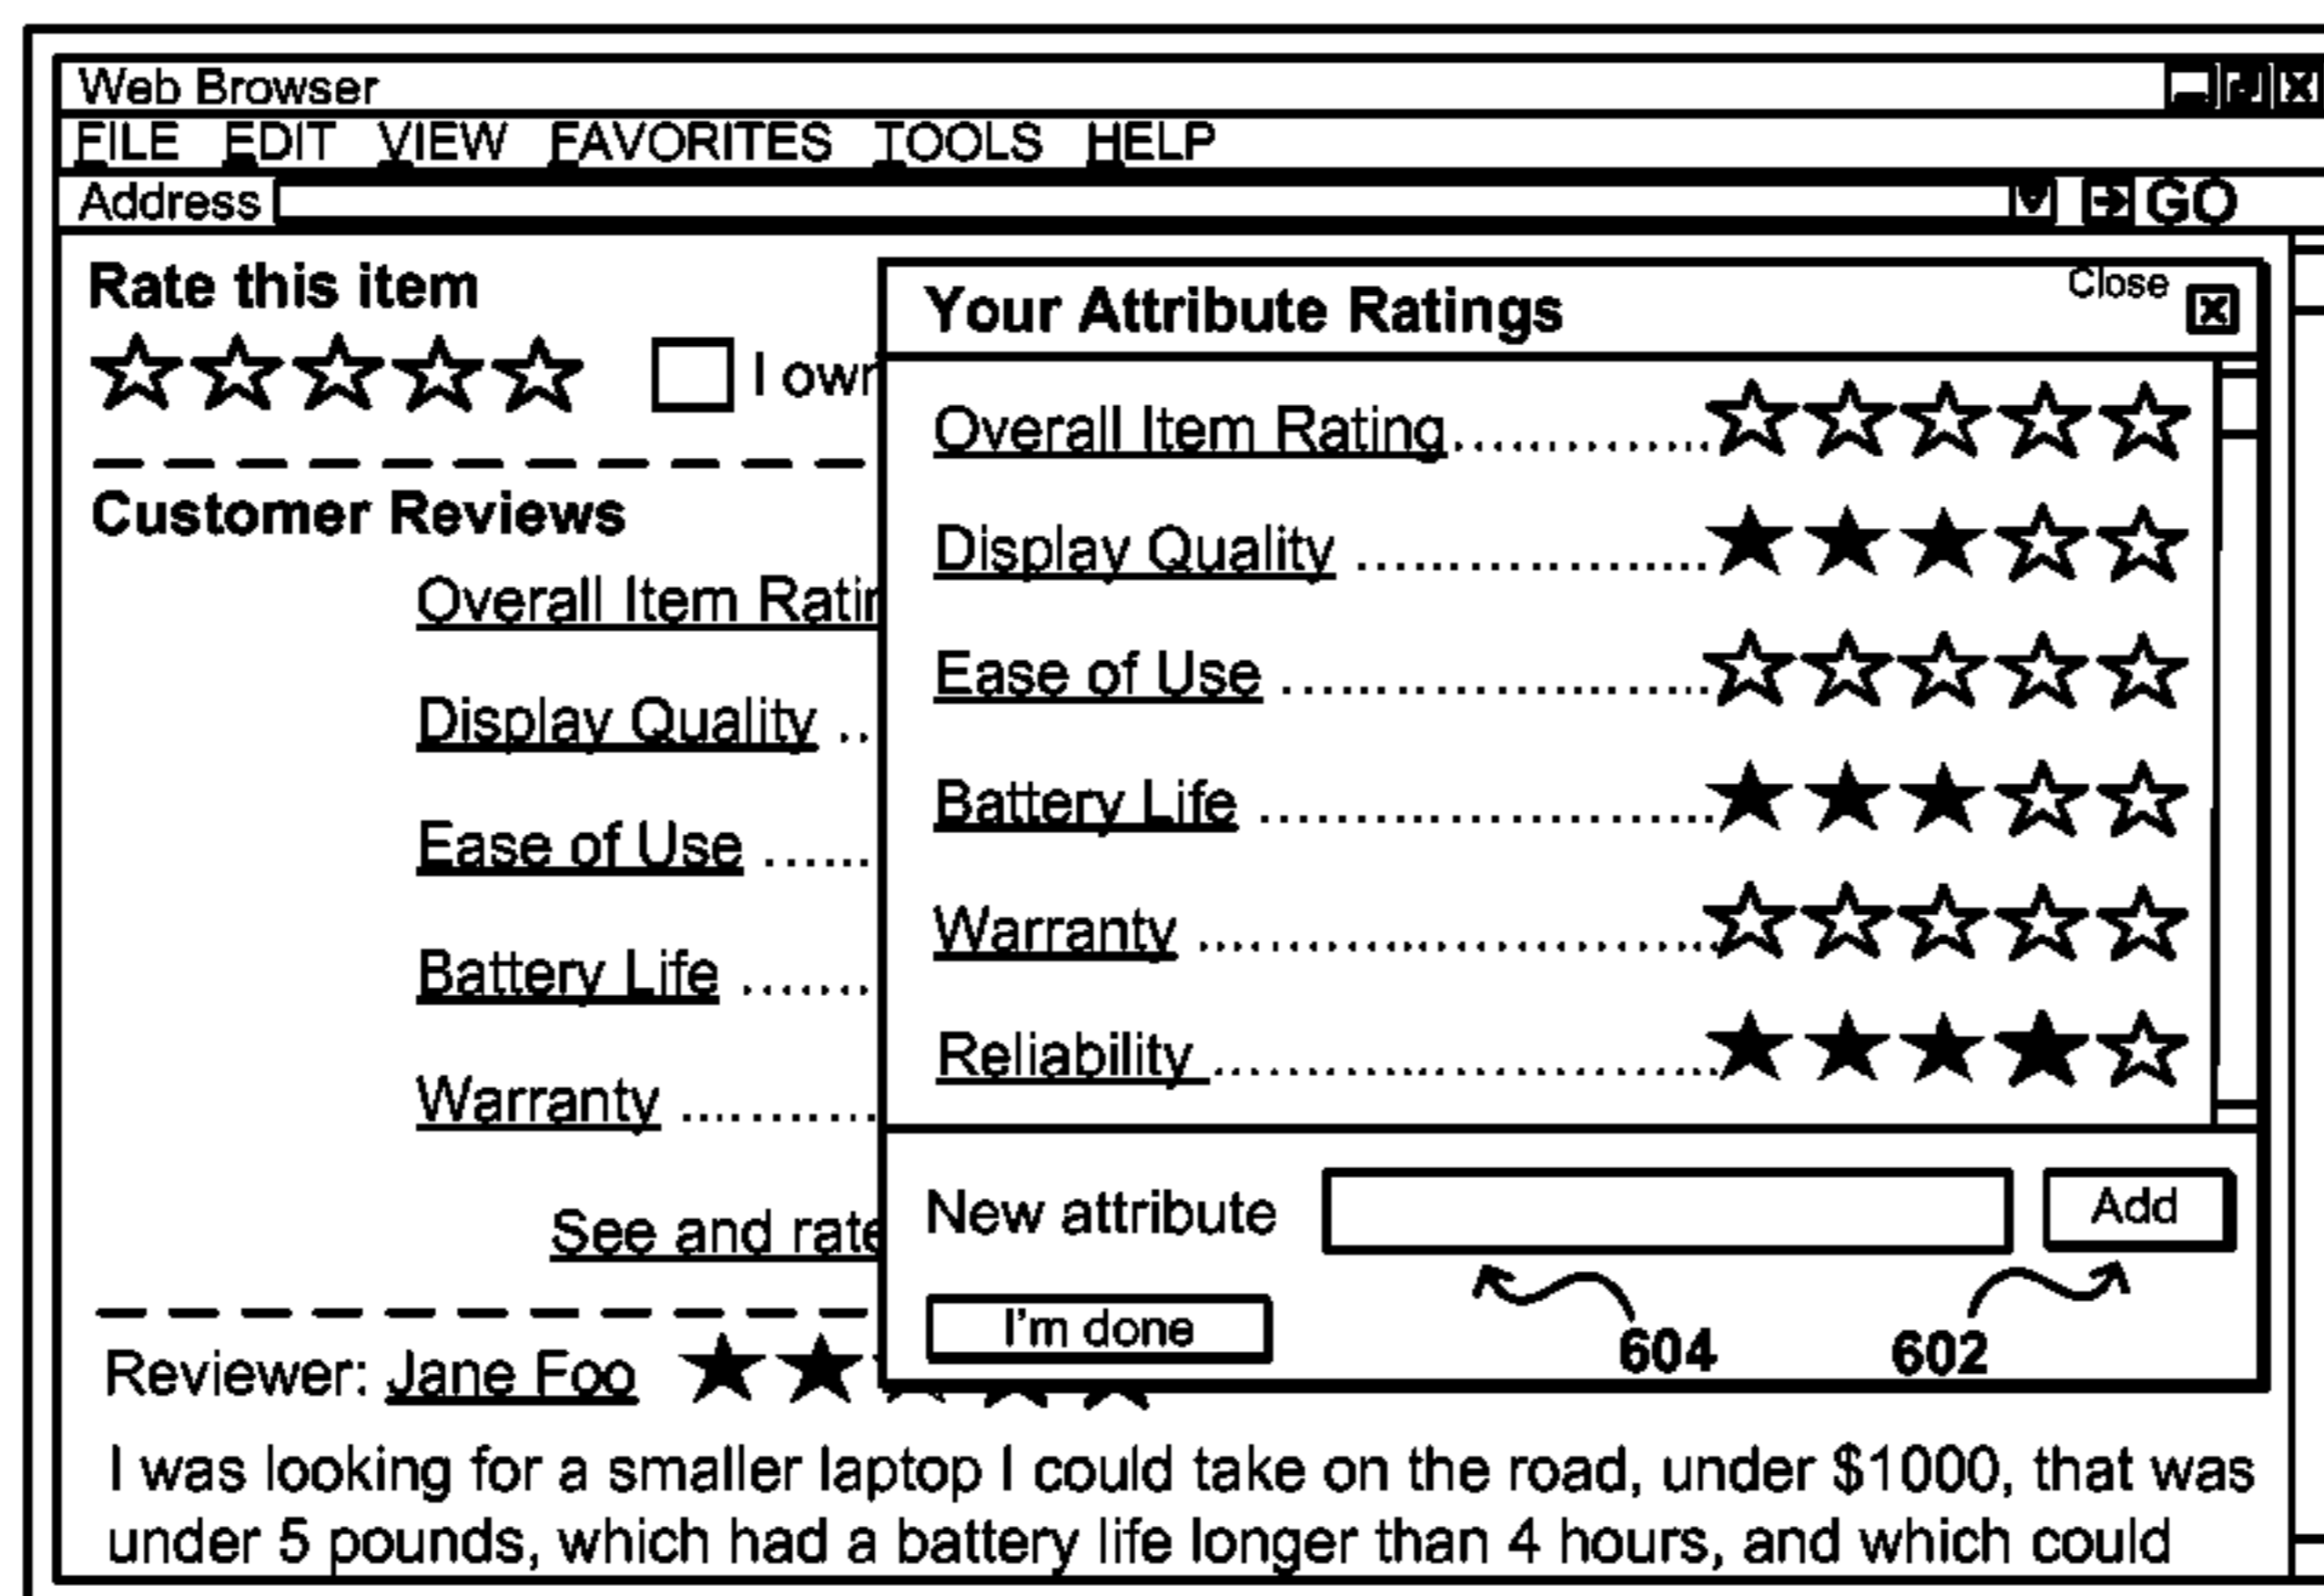 Web Browser
FILE EDIT VIEW FAVORITES TOOLS HELP
Address GO
Rate this item
I own
Customer Reviews
Overall Item
Display Quality ..
Ease of Use ......
Battery Life .......
Warranty ...........
See and rate
Your Attribute Ratings
Close
Overall Item Rating
Display Quality
Ease of Use
Battery Life
Warranty
Reliability
New attribute Add
I'm done
604 602
Reviewer: Jane Foo
I was looking for a smaller laptop I could take on the road, under $1000, that was
under 5 pounds, which had a battery life longer than 4 hours, and which could